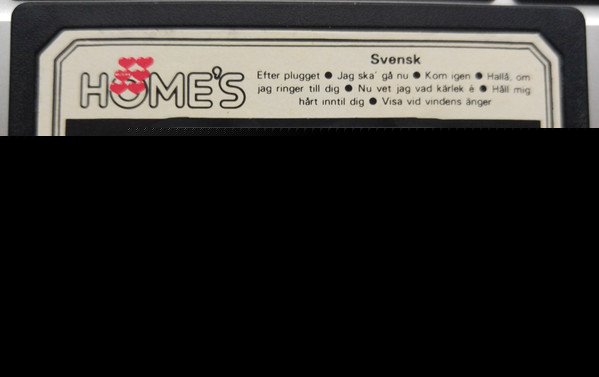 Svensk
HOME'S
Efter plugget ● Jag ska´ gå nu ● Kom igen ● Hallå, om
jag ringer till dig ● Nu vet jag vad kärlek é ● Håll mig
hårt inntil dig ● Visa vid vindens änger